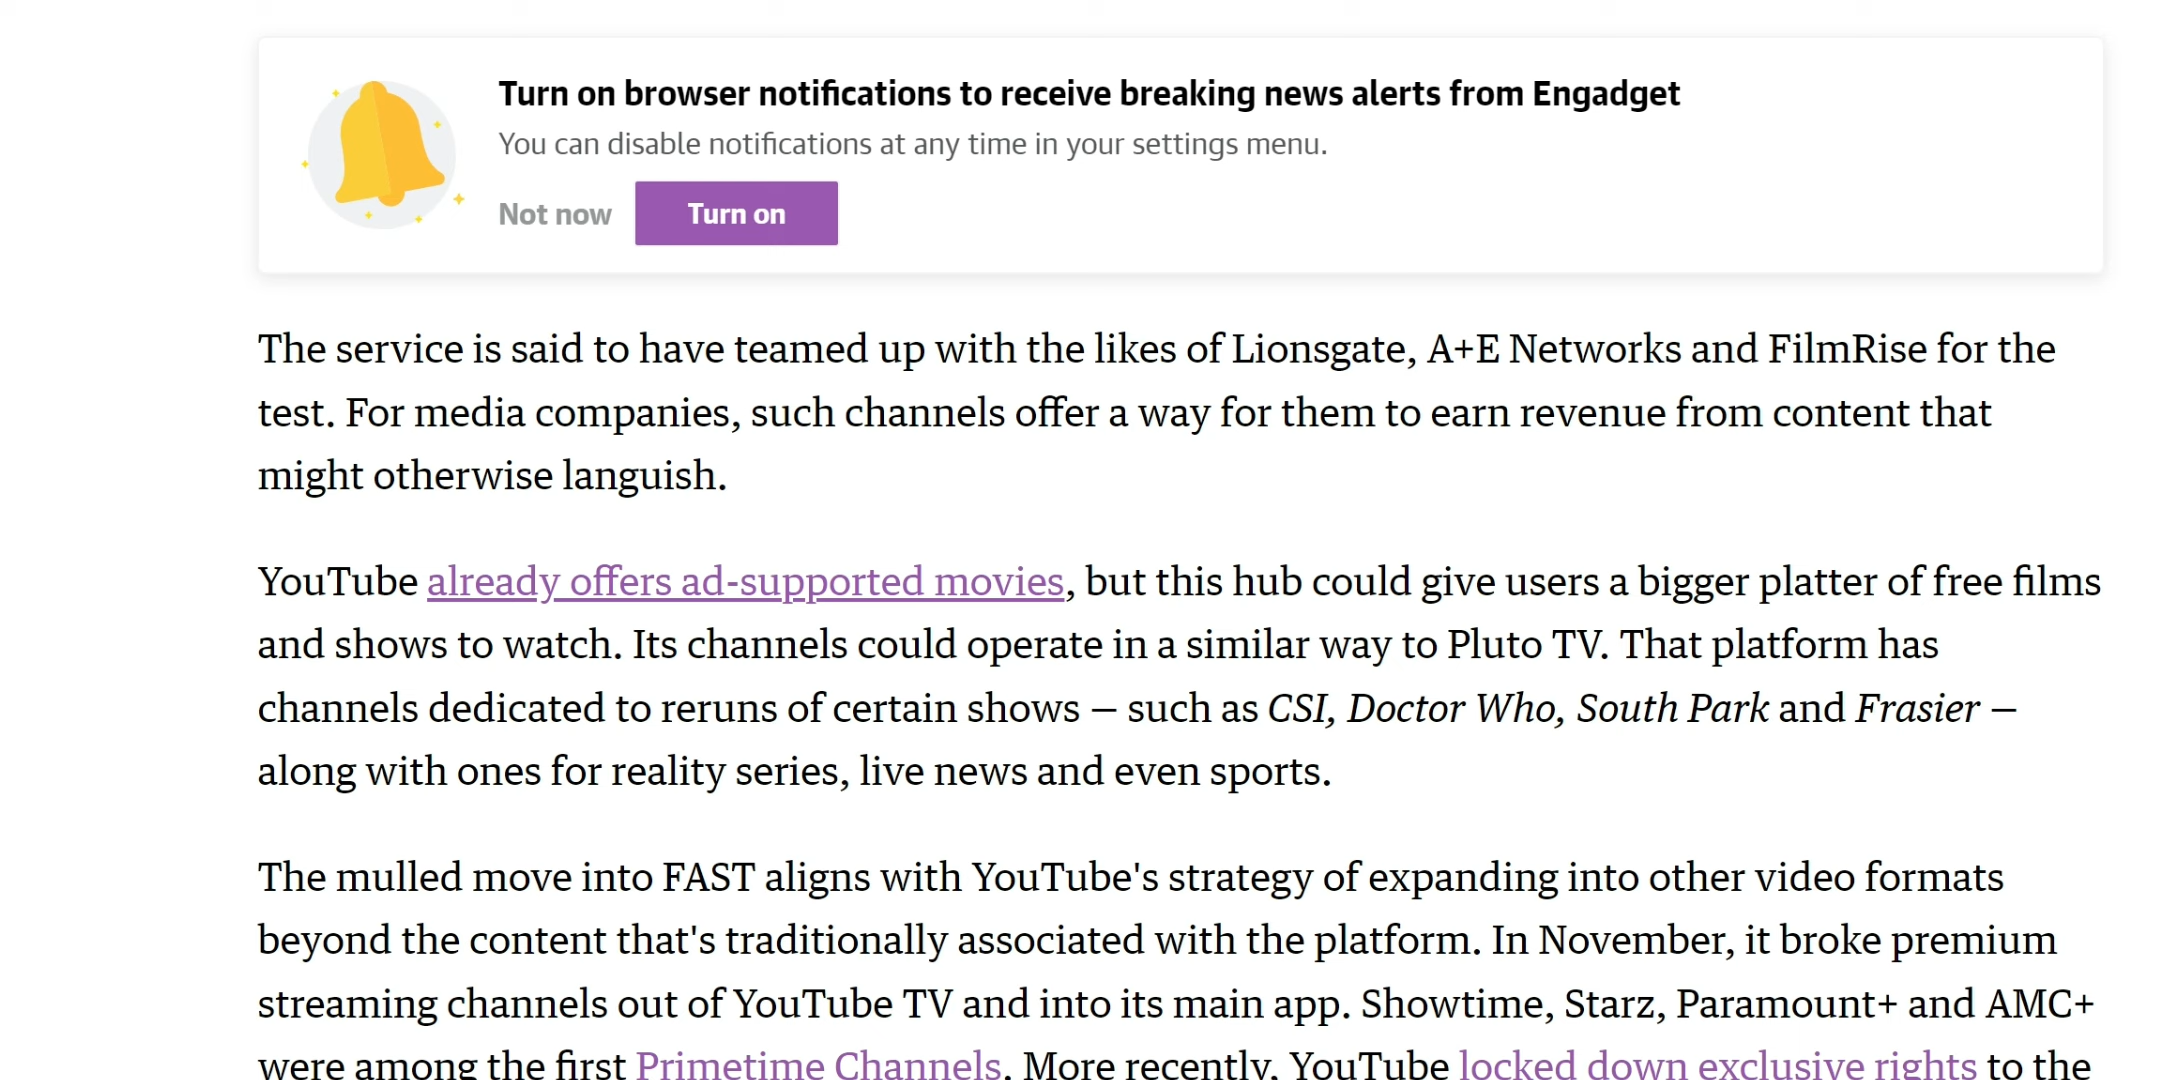 Turn on browser notifications to receive breaking news alerts from Engadget
You can disable notifications at any time in your settings menu.
Not now Turn on
The service is said to have teamed up with the likes of Lionsgate, A+E Networks and FilmRise for the
test. For media companies, such channels offer a way for them to earn revenue from content that
might otherwise languish.
YouTube already offers ad-supported movies, but this hub could give users a bigger platter of free films
and shows to watch. Its channels could operate in a similar way to Pluto TV. That platform has
channels dedicated to reruns of certain shows — such as CSI, Doctor Who, South Park and Frasier —
along with ones for reality series, live news and even sports.
The mulled move into FAST aligns with YouTube's strategy of expanding into other video formats
beyond the content that's traditionally associated with the platform. In November, it broke premium
streaming channels out of YouTube TV and into its main app. Showtime, Starz, Paramount+ and AMC+
were among the first Primetime Channels. More recently, YouTube locked down exclusive rights to the